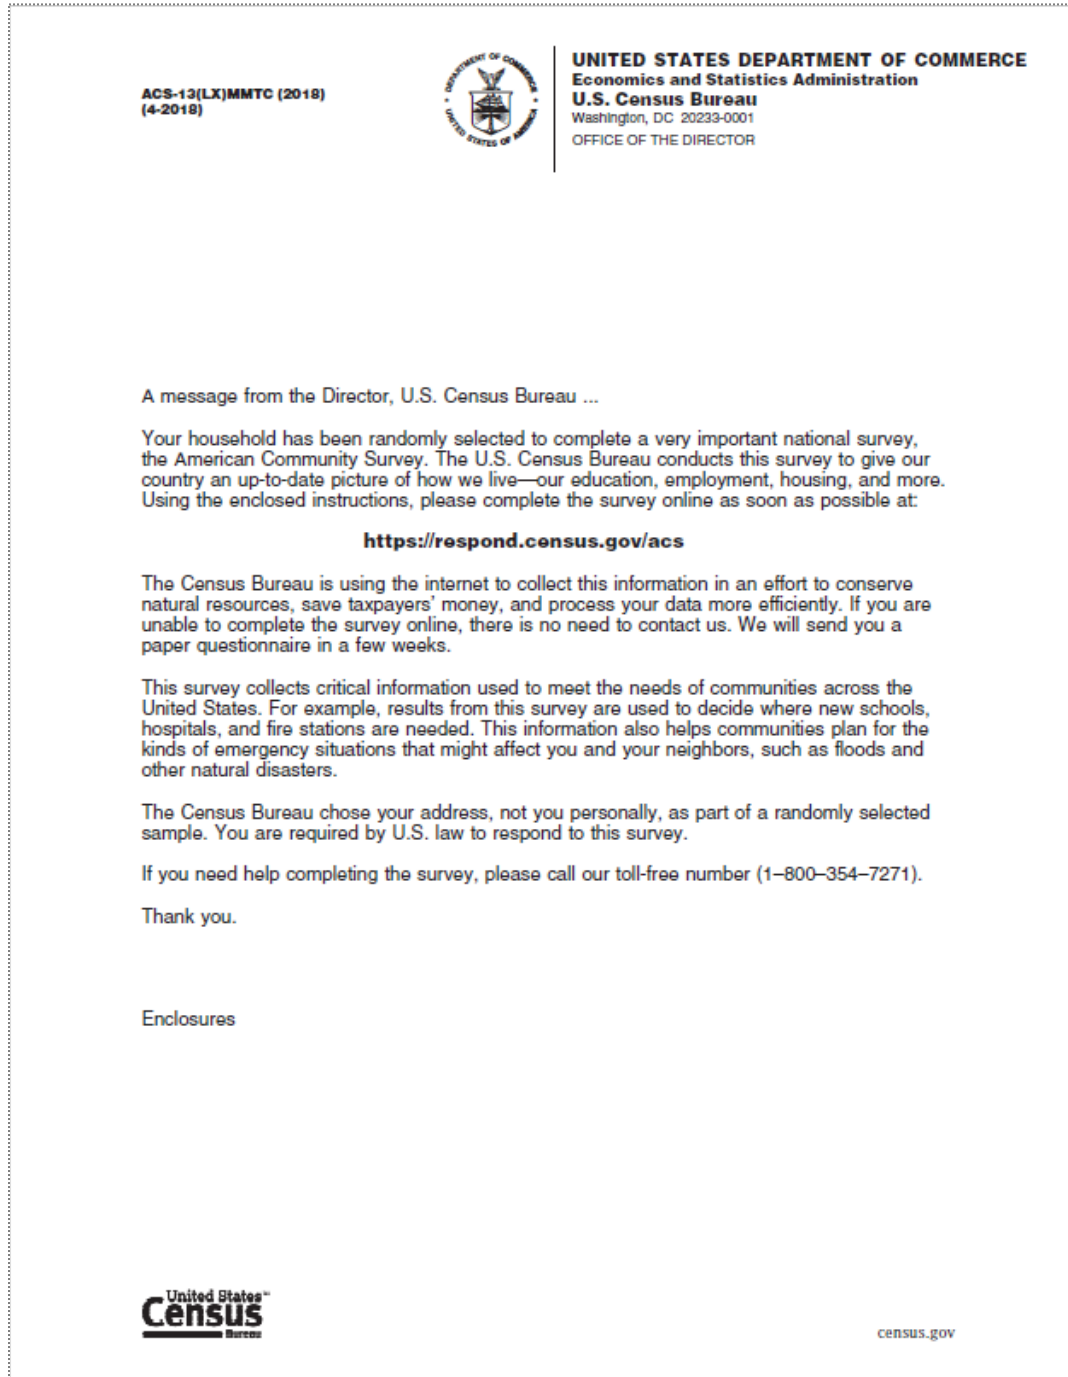 ACS-13(LX)MMTC (2018)
(4-2018)
DEPARTMENT OF COMMERCE
UNITED STATES OF AMERICA
UNITED STATES DEPARTMENT OF COMMERCE
Economics and Statistics Administration
U.S. Census Bureau
Washington, DC 20233-0001
OFFICE OF THE DIRECTOR
A message from the Director, U.S. Census Bureau ...
Your household has been randomly selected to complete a very important national survey,
the American Community Survey. The U.S. Census Bureau conducts this survey to give our
country an up-to-date picture of how we live—our education, employment, housing, and more.
Using the enclosed instructions, please complete the survey online as soon as possible at:
https://respond.census.gov/acs
The Census Bureau is using the internet to collect this information in an effort to conserve
natural resources, save taxpayers’ money, and process your data more efficiently. If you are
unable to complete the survey online, there is no need to contact us. We will send you a
paper questionnaire in a few weeks.
This survey collects critical information used to meet the needs of communities across the
United States. For example, results from this survey are used to decide where new schools,
hospitals, and fire stations are needed. This information also helps communities plan for the
kinds of emergency situations that might affect you and your neighbors, such as floods and
other natural disasters.
The Census Bureau chose your address, not you personally, as part of a randomly selected
sample. You are required by U.S. law to respond to this survey.
If you need help completing the survey, please call our toll-free number (1–800–354–7271).
Thank you.
Enclosures
United States
Census
Bureau
census.gov